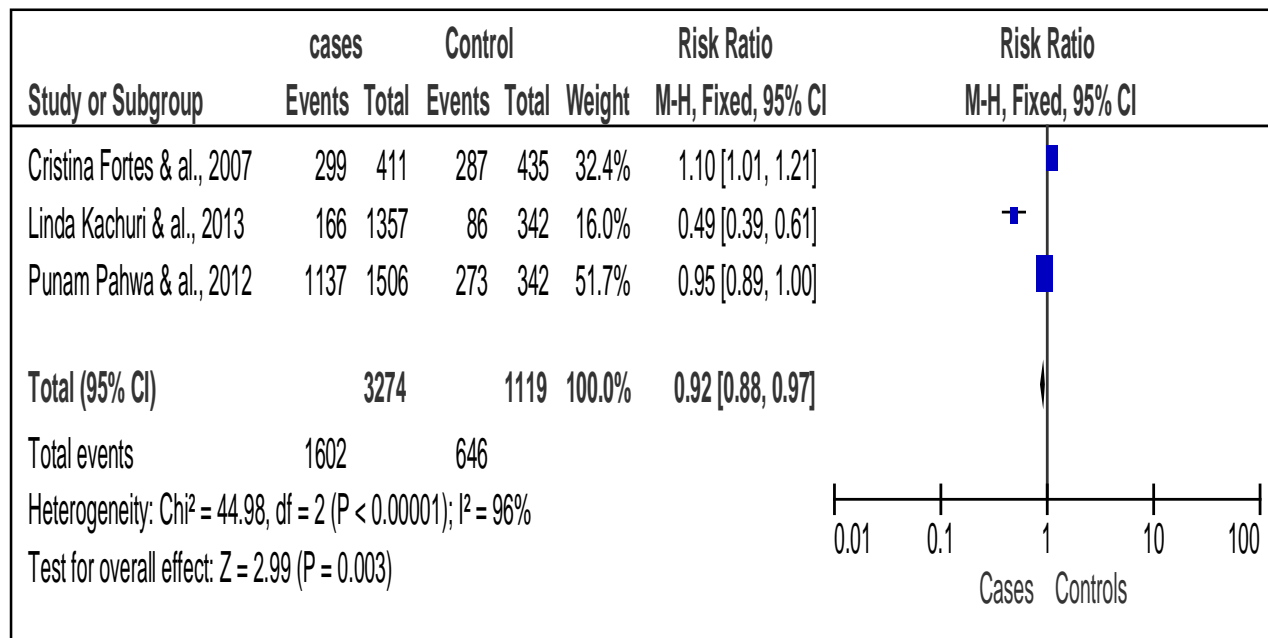 cases Control Risk Ratio Risk Ratio
Study or Subgroup Events Total Events Total Weight M-H, Fixed, 95% CI M-H, Fixed, 95% CI
Cristina Fortes & al., 2007 299 411 287 435 32.4% 1.10 [1.01, 1.21]
Linda Kachuri & al., 2013 166 1357 86 342 16.0% 0.49 [0.39, 0.61]
Punam Pahwa & al., 2012 1137 1506 273 342 51.7% 0.95 [0.89, 1.00]
Total (95% CI) 3274 1119 100.0% 0.92 [0.88, 0.97]
Total events 1602 646
Heterogeneity: Chi² = 44.98, df = 2 (P < 0.00001); I² = 96%
Test for overall effect: Z = 2.99 (P = 0.003)
0.01 0.1 1 10 100
Cases Controls